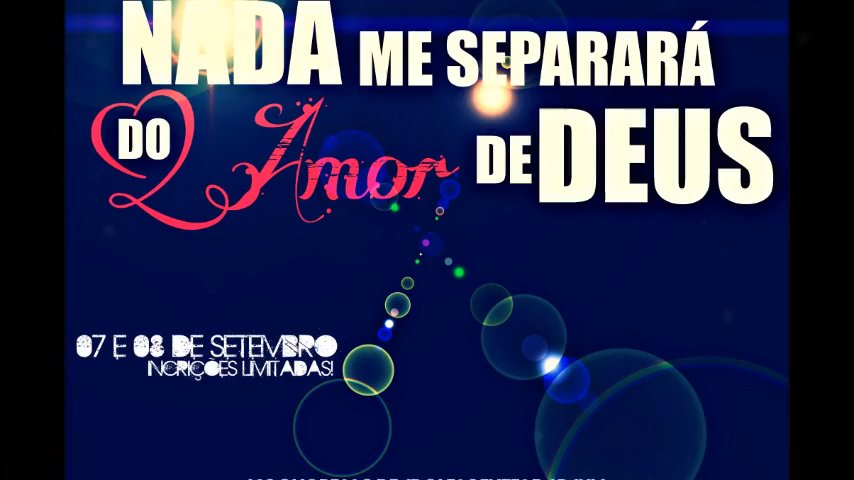 NADA ME SEPARARÁ
DO Amor DE DEUS
07 E 08 DE SETEMBRO
INCRIÇÕES LIMITADAS!